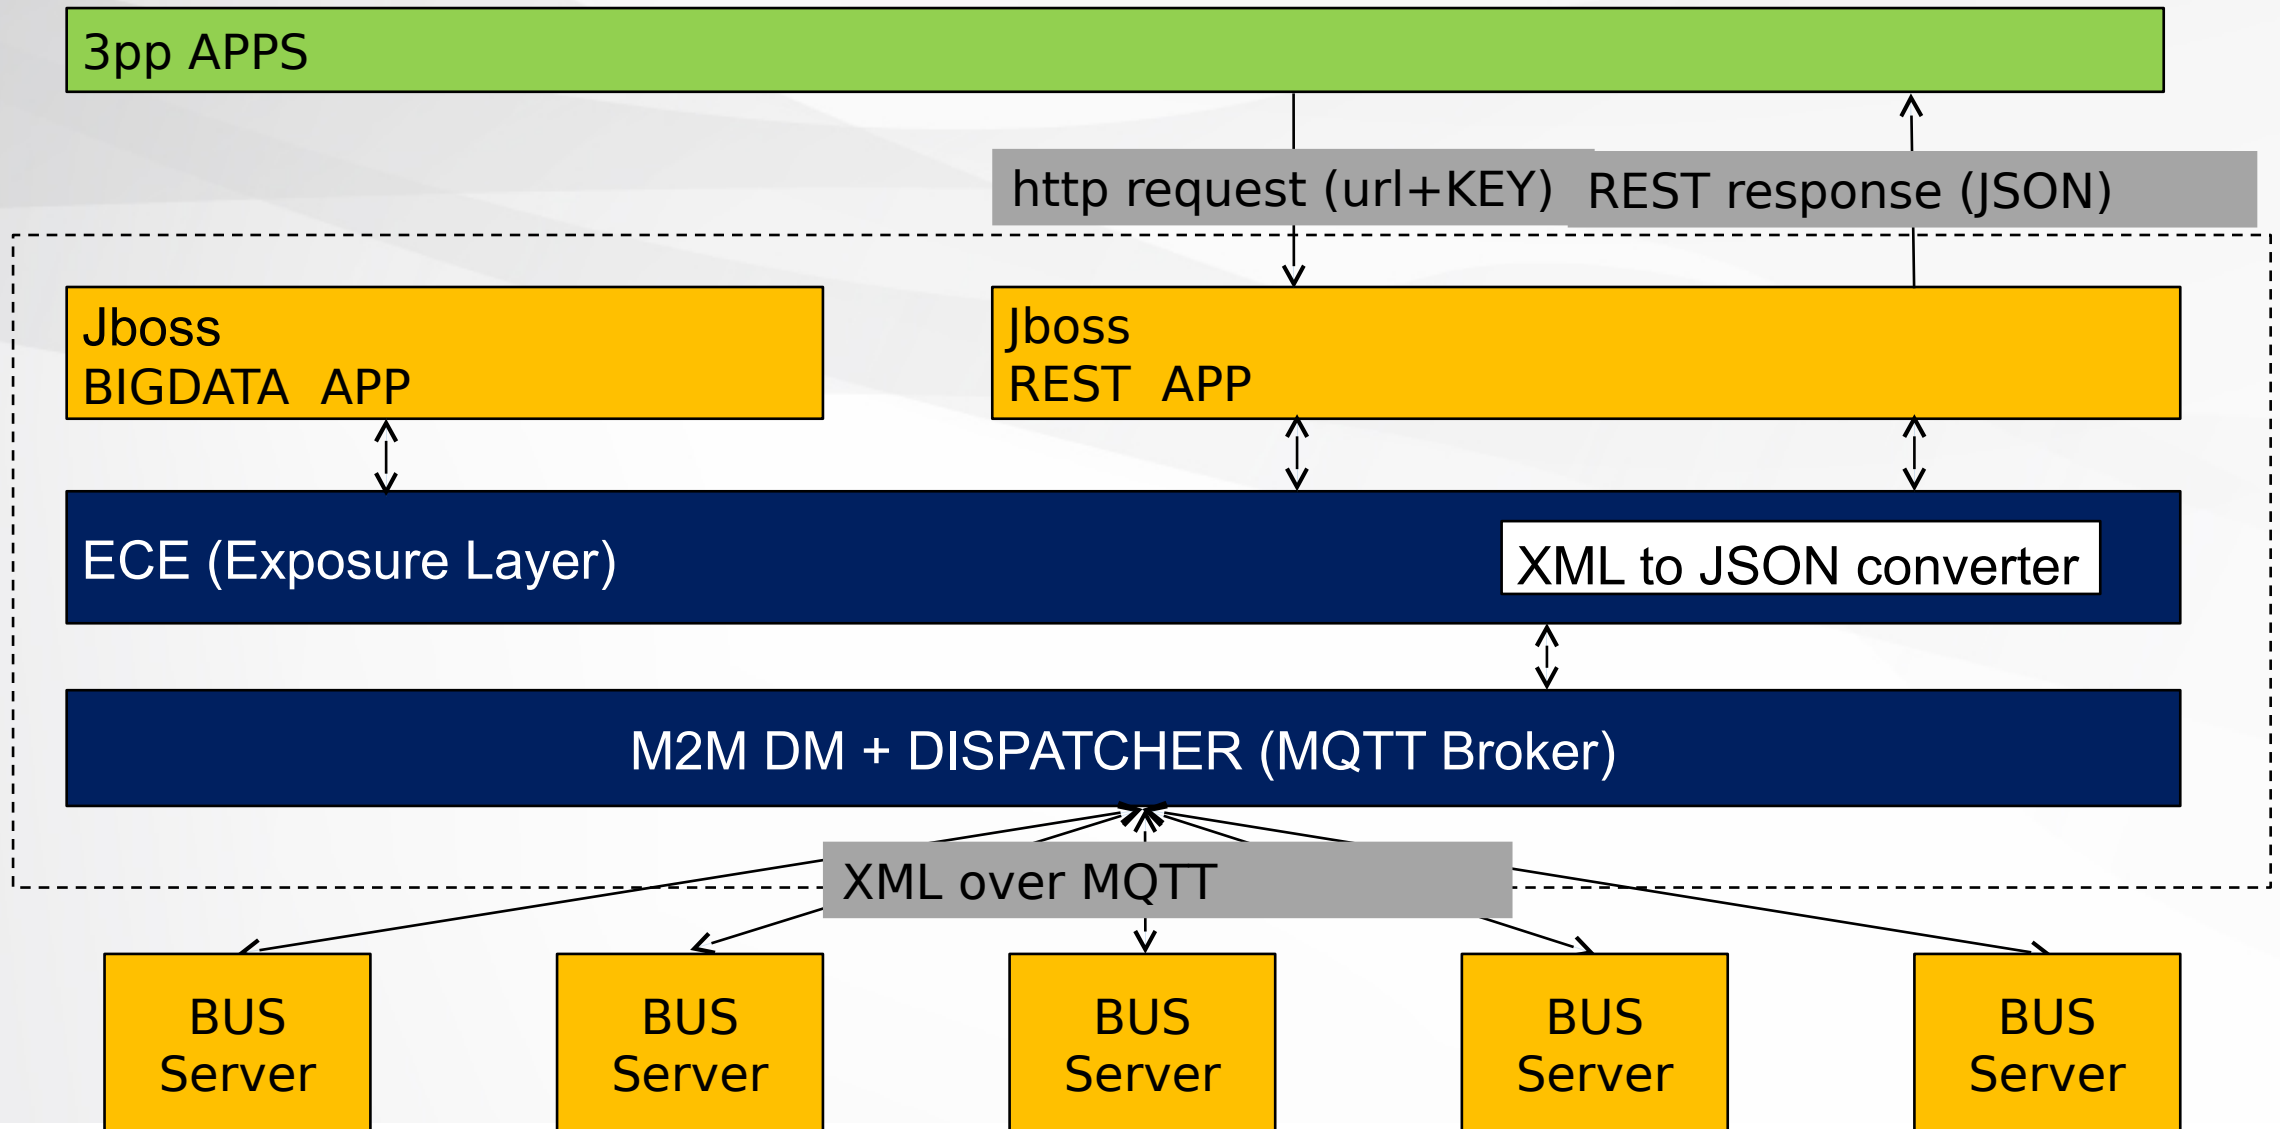 3pp APPS
http request (url+KEY)
REST response (JSON)
Jboss
BIGDATA APP
Jboss
REST APP
ECE (Exposure Layer)
XML to JSON converter
M2M DM + DISPATCHER (MQTT Broker)
XML over MQTT
BUS
Server
BUS
Server
BUS
Server
BUS
Server
BUS
Server